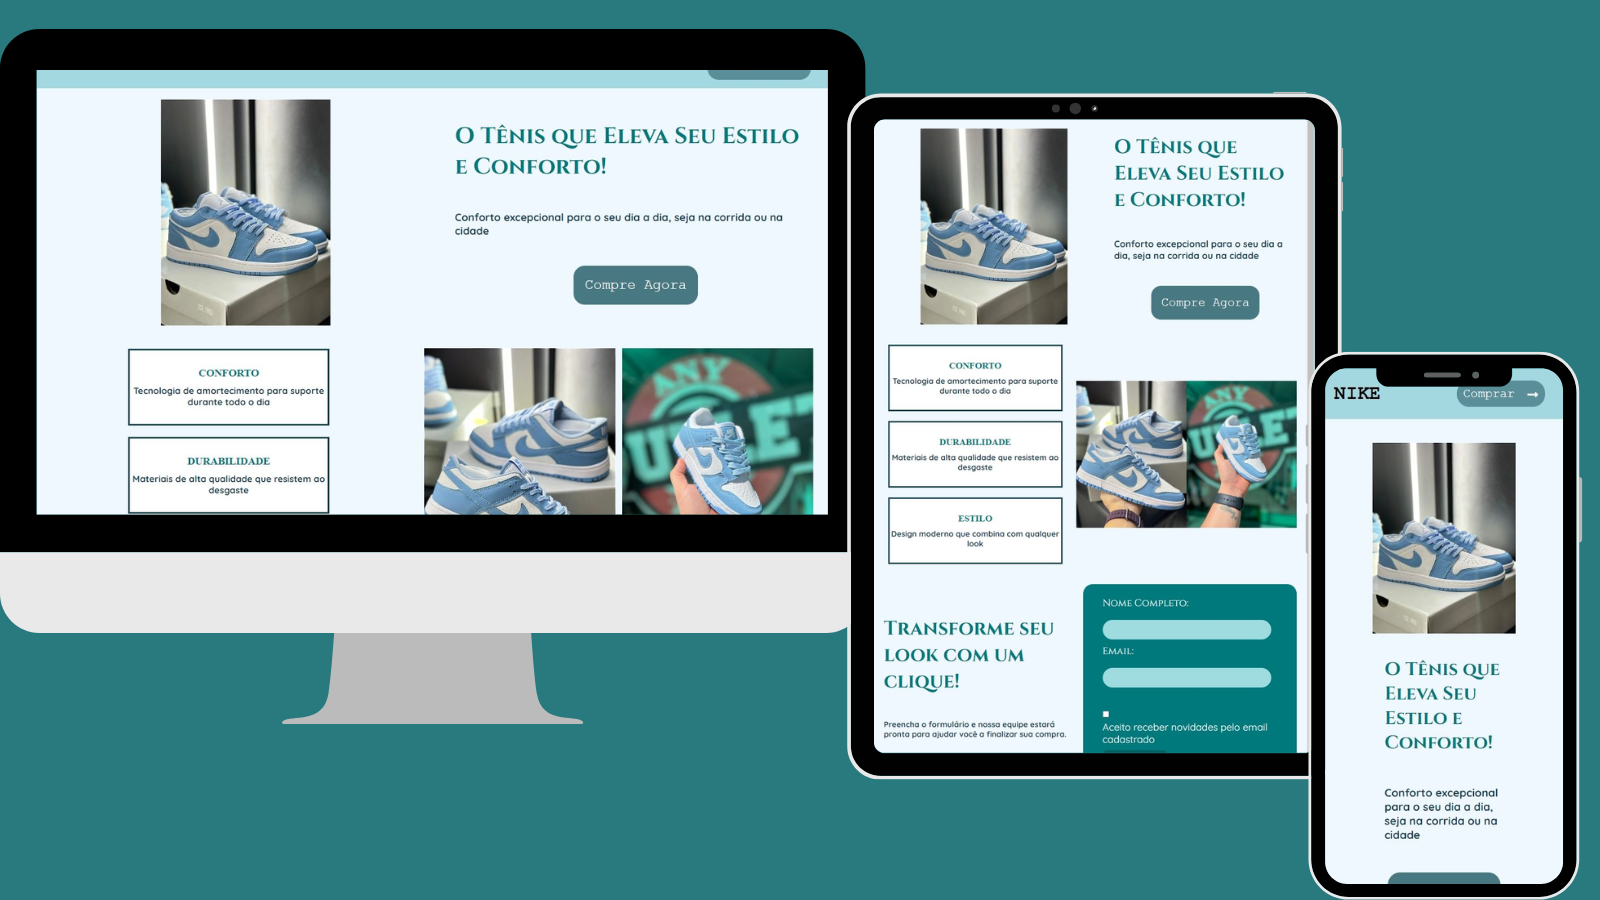 O Tênis que Eleva Seu Estilo
e Conforto!
Conforto excepcional para o seu dia a dia, seja na corrida ou na
cidade
Compre Agora
CONFORTO
Tecnologia de amortecimento para suporte
durante todo o dia
DURABILIDADE
Materiais de alta qualidade que resistem ao
desgaste
ANY
O Tênis que
Eleva Seu Estilo
e Conforto!
Conforto excepcional para o seu dia a
dia, seja na corrida ou na cidade
Compre Agora
CONFORTO
Tecnologia de amortecimento para suporte
durante todo o dia
DURABILIDADE
Materiais de alta qualidade que resistem ao
desgaste
ESTILO
Design moderno que combina com qualquer
look
ANY
Transforme seu
look com um
clique!
Preencha o formulário e nossa equipe estará
pronta para ajudar você a finalizar sua compra.
Nome Completo:
Email:
Aceito receber novidades pelo email
cadastrado
NIKE
Comprar →
O Tênis que
Eleva Seu
Estilo e
Conforto!
Conforto excepcional
para o seu dia a dia,
seja na corrida ou na
cidade